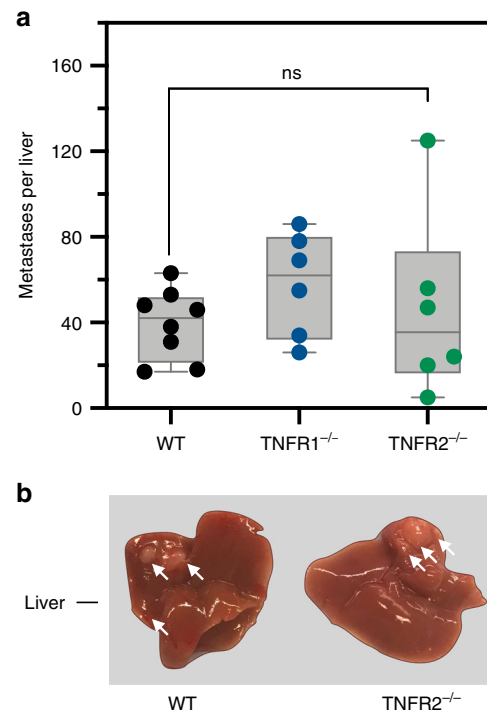 a
160
120
80
40
0
Metastases per liver
ns
WT TNFR1⁻/⁻ TNFR2⁻/⁻
b
Liver
WT TNFR2⁻/⁻